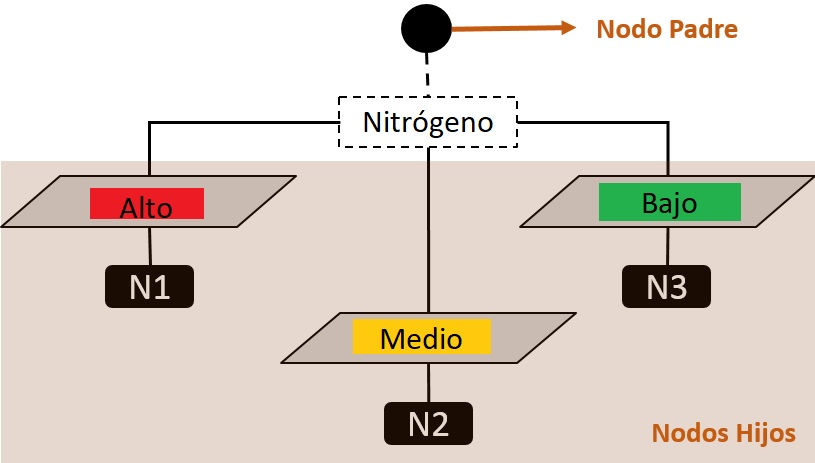 Nodo Padre
Nitrógeno
Alto
Bajo
N1
N3
Medio
N2
Nodos Hijos